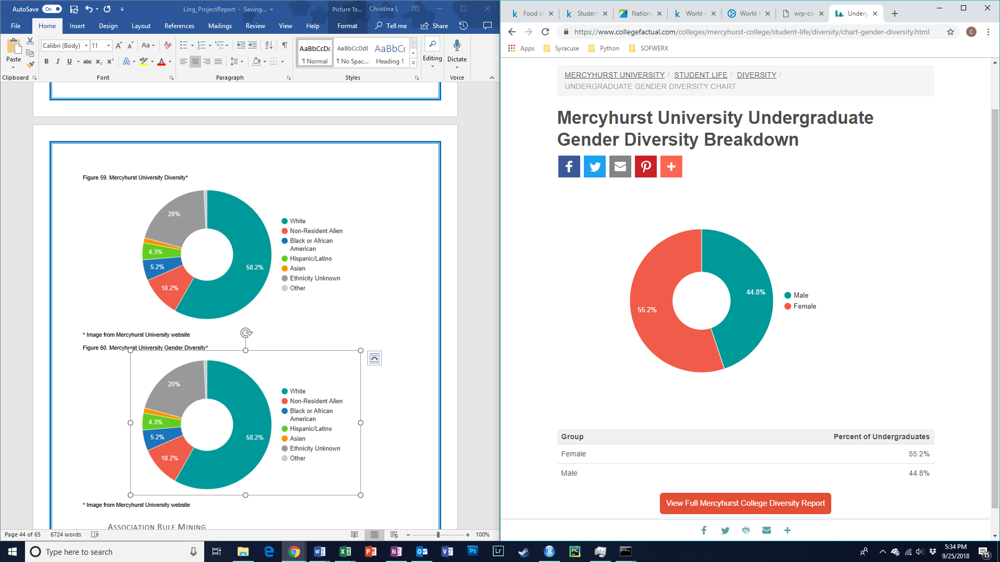 AutoSave On
Ling_ProjectReport - Saving...
Picture To...
Christina L
File Home Insert Design Layout References Mailings Review View Help Format Tell me Share
Paste
Calibri (Body) 11
B I U abc
Aa
AaBbCcDc AaBbCcDdE AaBbCc
¶ Normal ¶ No Spac... Heading 1
Editing
Dictate
Clipboard Font Paragraph Styles Voice
Figure 59. Mercyhurst University Diversity*
20%
4.3%
5.2%
10.2%
58.2%
White
Non-Resident Alien
Black or African
American
Hispanic/Latino
Asian
Ethnicity Unknown
Other
* Image from Mercyhurst University website
Figure 60. Mercyhurst University Gender Diversity*
20%
4.3%
5.2%
10.2%
58.2%
White
Non-Resident Alien
Black or African
American
Hispanic/Latino
Asian
Ethnicity Unknown
Other
* Image from Mercyhurst University website
ASSOCIATION RULE MINING
Page 44 of 65 6724 words
100%
Food c
Student
Nationa
World
World
wrp-co
Underg
https://www.collegefactual.com/colleges/mercyhurst-college/student-life/diversity/chart-gender-diversity.html
C
Apps Syracuse Python SOFWERX
MERCYHURST UNIVERSITY / STUDENT LIFE / DIVERSITY /
UNDERGRADUATE GENDER DIVERSITY CHART
Mercyhurst University Undergraduate
Gender Diversity Breakdown
44.8%
55.2%
Male
Female
Group Percent of Undergraduates
Female 55.2%
Male 44.8%
View Full Mercyhurst College Diversity Report
Type here to search
5:34 PM
9/25/2018
15